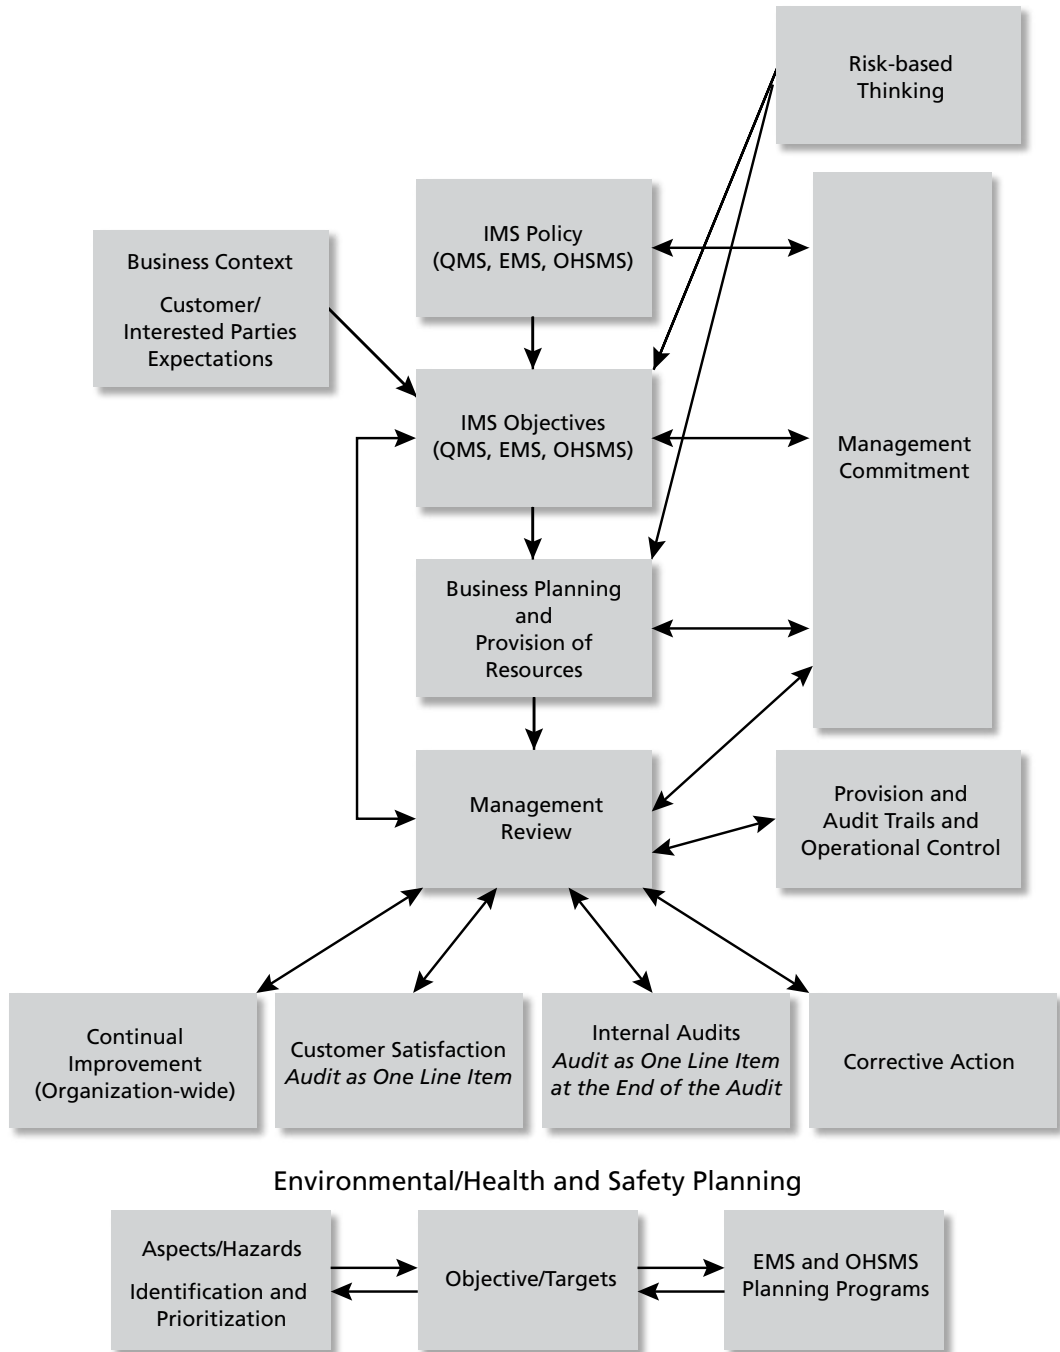 Risk-based
Thinking
IMS Policy
(QMS, EMS, OHSMS)
Business Context
Customer/
Interested Parties
Expectations
IMS Objectives
(QMS, EMS, OHSMS)
Management
Commitment
Business Planning
and
Provision of
Resources
Management
Review
Provision and
Audit Trails and
Operational Control
Continual
Improvement
(Organization-wide)
Customer Satisfaction
Audit as One Line Item
Internal Audits
Audit as One Line Item
at the End of the Audit
Corrective Action
Environmental/Health and Safety Planning
Aspects/Hazards
Identification and
Prioritization
Objective/Targets
EMS and OHSMS
Planning Programs